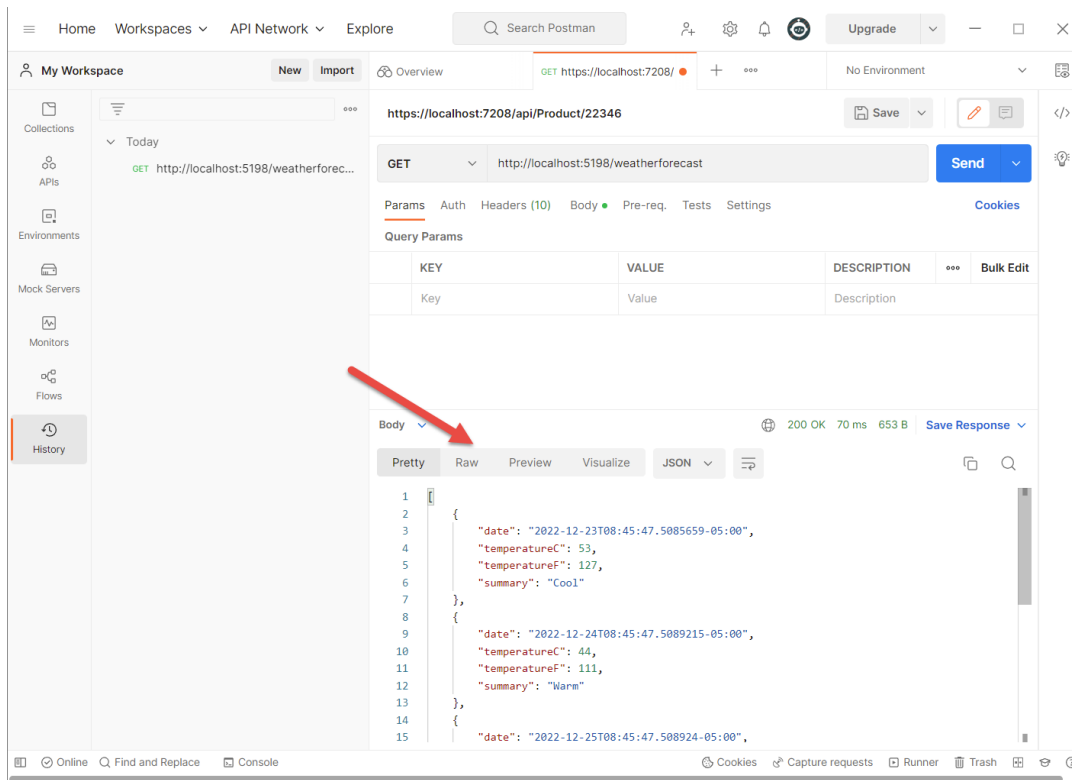 Home Workspaces API Network Explore Search Postman Upgrade
My Workspace New Import Overview GET https://localhost:7208/ No Environment
Collections
APIs
Environments
Mock Servers
Monitors
Flows
History
Today
GET http://localhost:5198/weatherforec...
https://localhost:7208/api/Product/22346 Save
GET http://localhost:5198/weatherforecast Send
Params Auth Headers (10) Body Pre-req. Tests Settings Cookies
Query Params
KEY VALUE DESCRIPTION Bulk Edit
Key Value Description
Body 200 OK 70 ms 653 B Save Response
Pretty Raw Preview Visualize JSON
1 [
2 {
3 "date": "2022-12-23T08:45:47.5085659-05:00",
4 "temperatureC": 53,
5 "temperatureF": 127,
6 "summary": "Cool"
7 },
8 {
9 "date": "2022-12-24T08:45:47.5089215-05:00",
10 "temperatureC": 44,
11 "temperatureF": 111,
12 "summary": "Warm"
13 },
14 {
15 "date": "2022-12-25T08:45:47.508924-05:00",
Online Find and Replace Console Cookies Capture requests Runner Trash